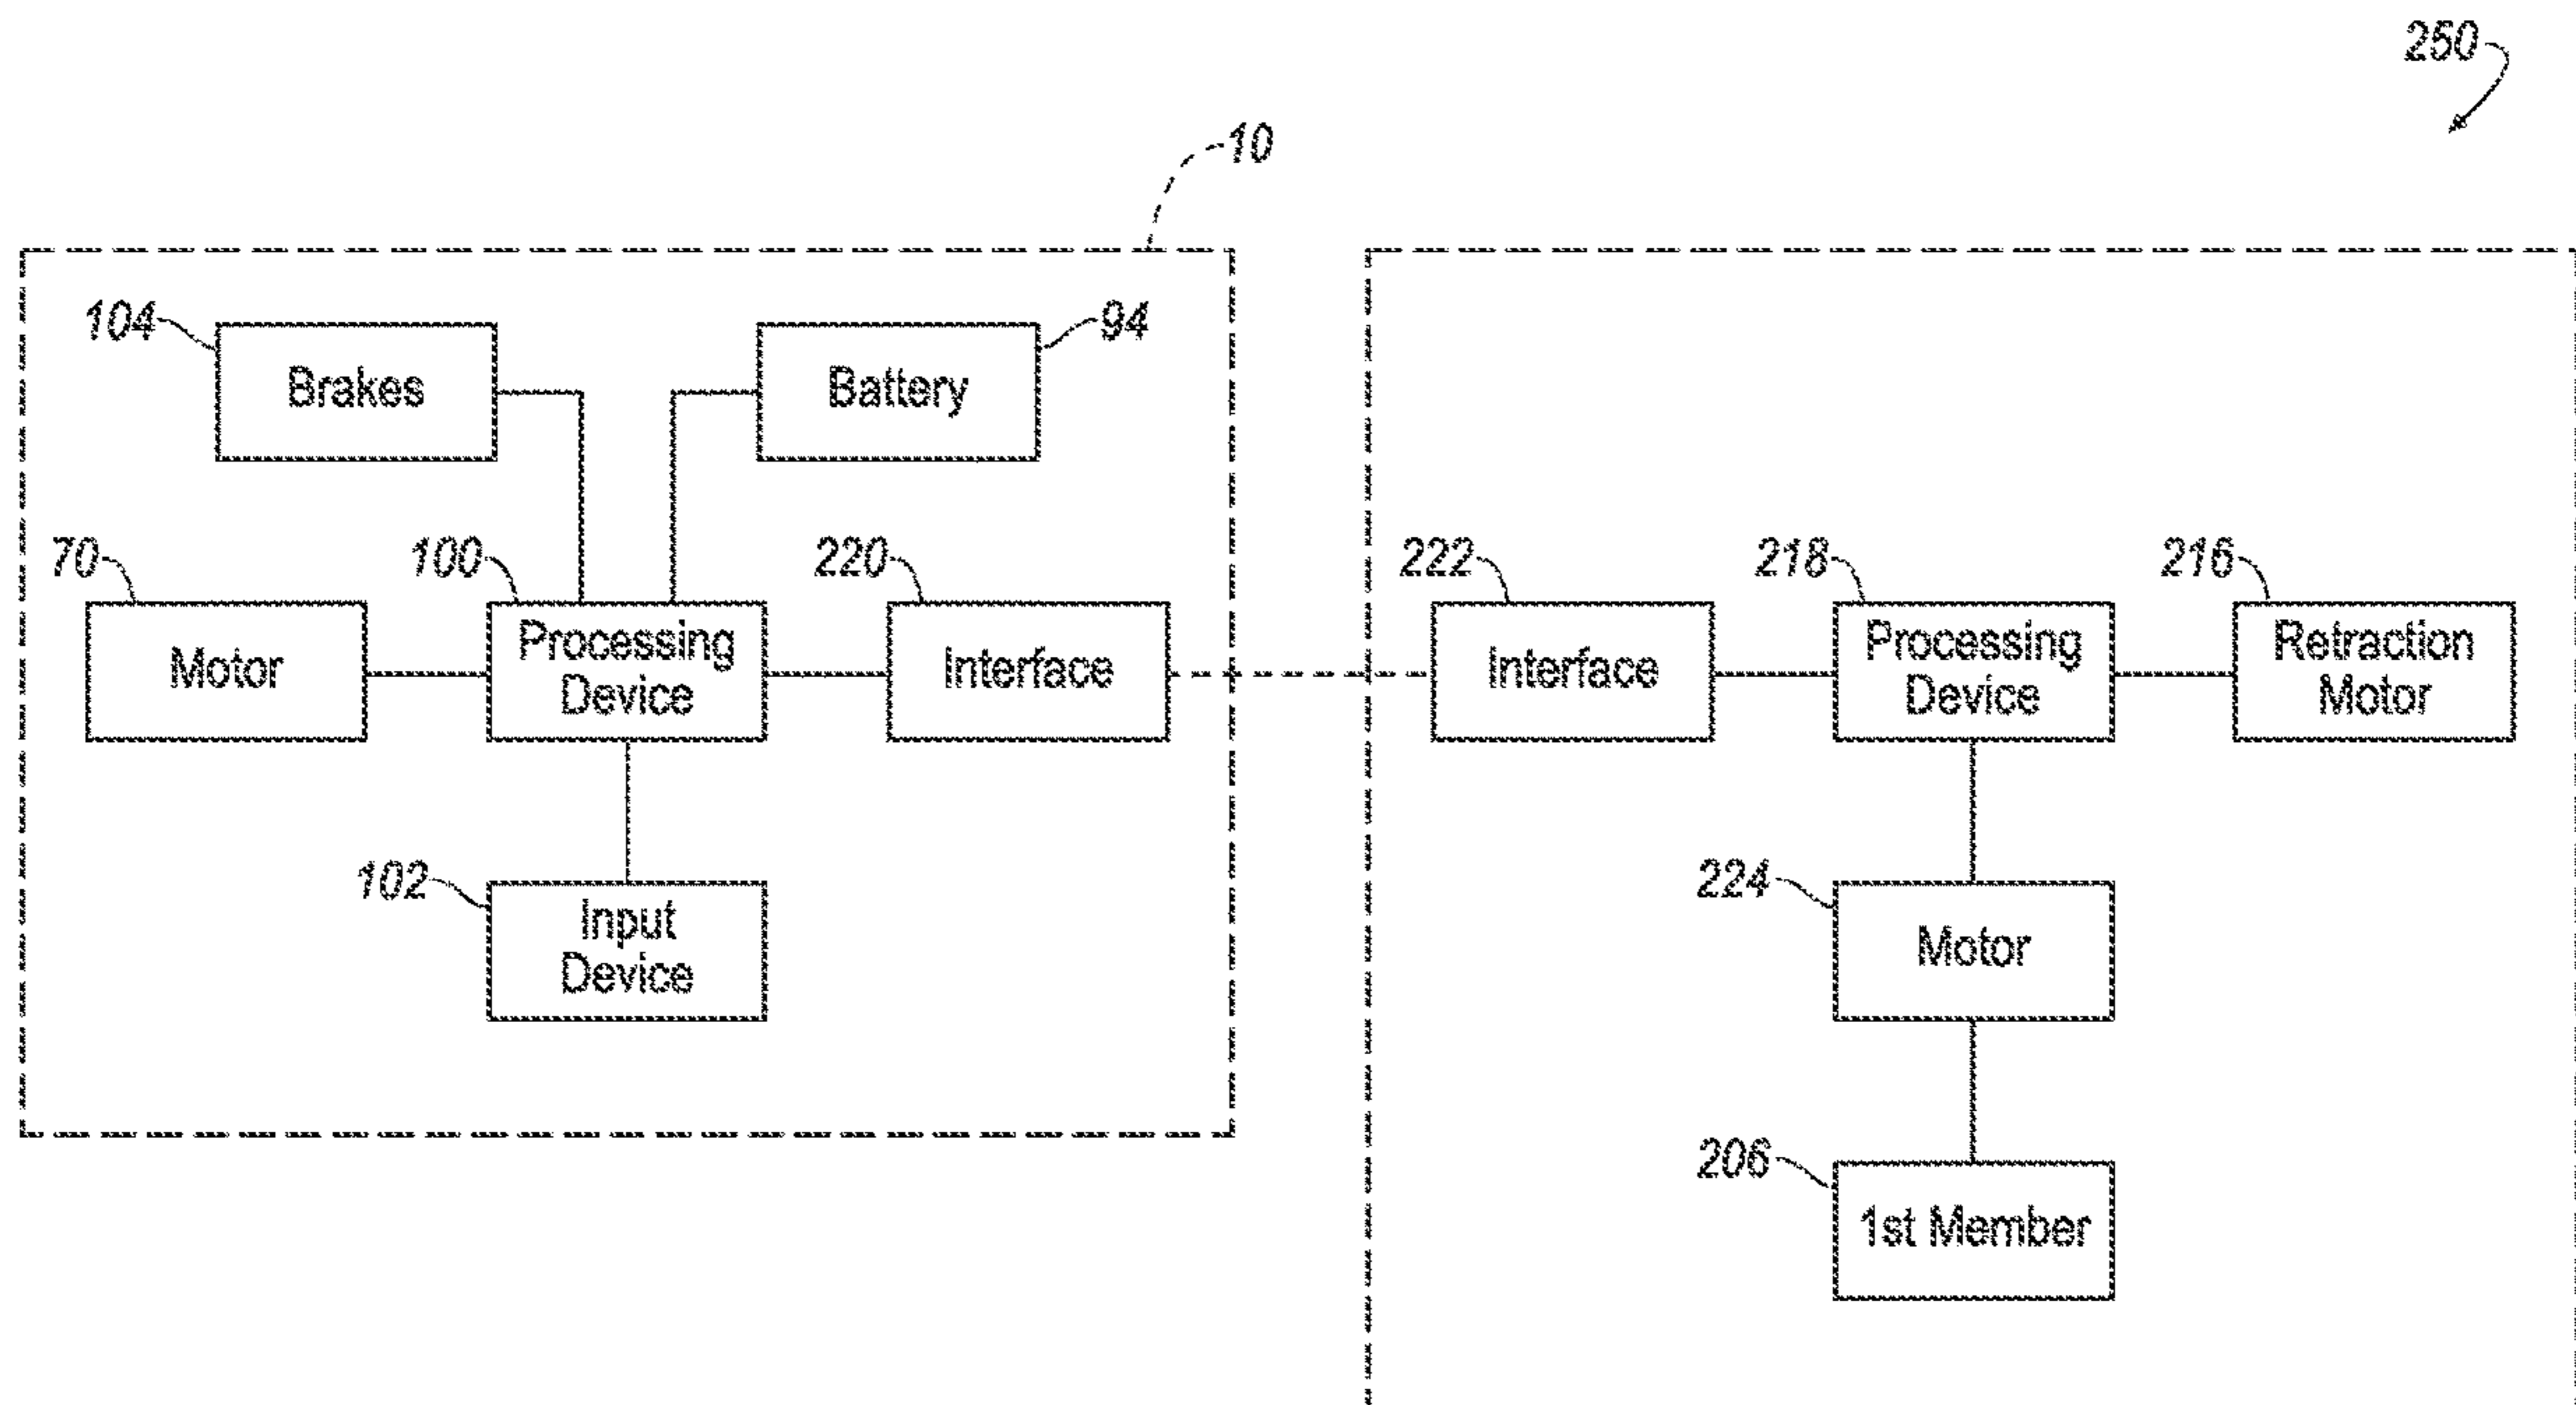 250
10
104
Brakes
94
Battery
70
Motor
100
Processing
Device
220
Interface
222
Interface
218
Processing
Device
216
Retraction
Motor
102
Input
Device
224
Motor
206
1st Member